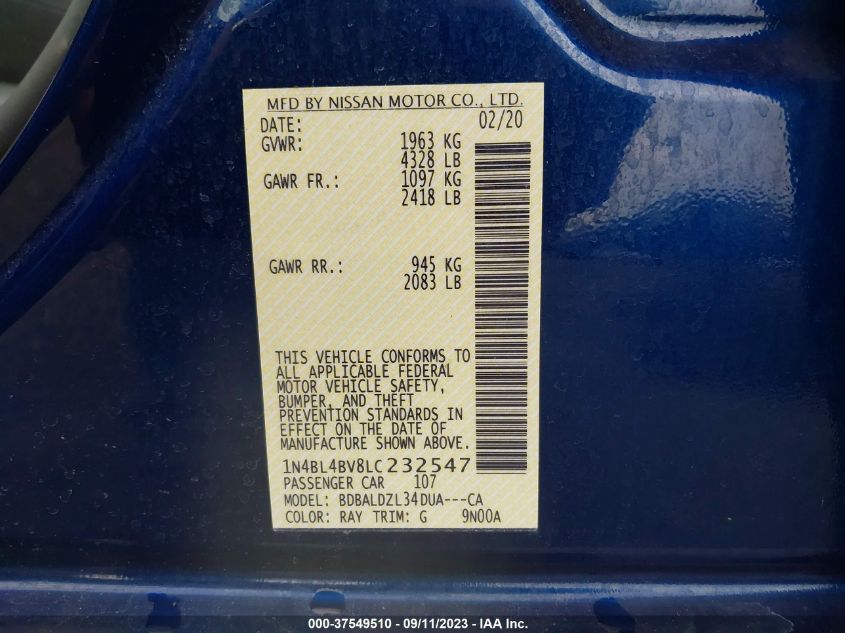 MFD BY NISSAN MOTOR CO., LTD.
DATE: 02/20
GVWR: 1963 KG
4328 LB
GAWR FR.: 1097 KG
2418 LB
GAWR RR.: 945 KG
2083 LB
THIS VEHICLE CONFORMS TO
ALL APPLICABLE FEDERAL
MOTOR VEHICLE SAFETY,
BUMPER, AND THEFT
PREVENTION STANDARDS IN
EFFECT ON THE DATE OF
MANUFACTURE SHOWN ABOVE.
1N4BL4BV8LC232547
PASSENGER CAR 107
MODEL: BDBALDZL34DUA---CA
COLOR: RAY TRIM: G 9N00A
000-37549510 - 09/11/2023 - IAA Inc.